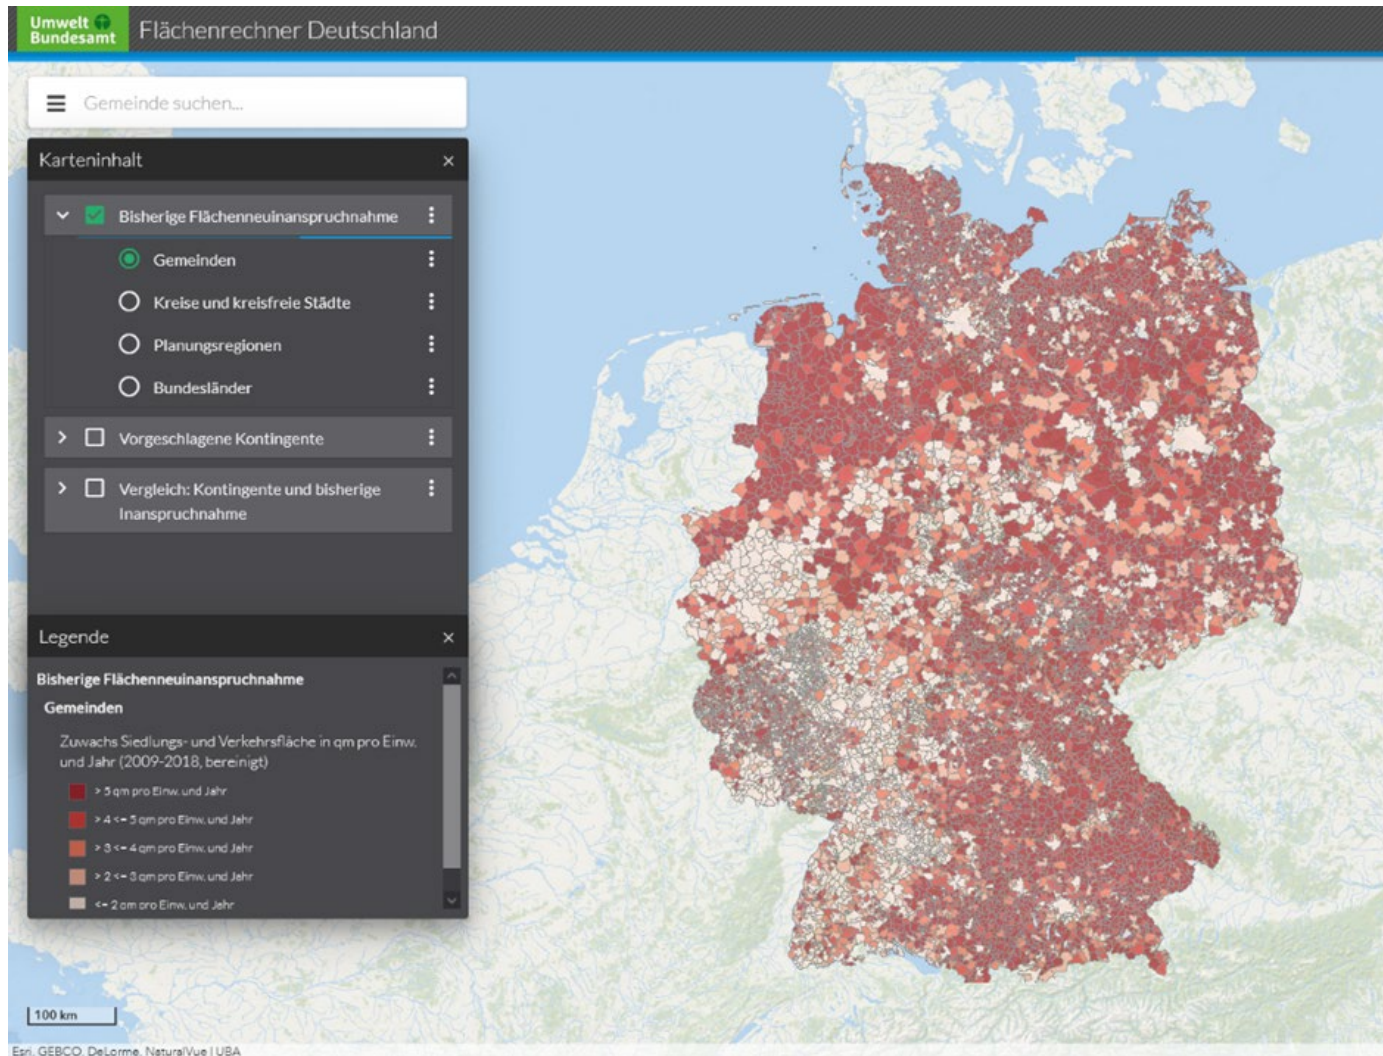 Umwelt
Bundesamt
Flächenrechner Deutschland
Gemeinde suchen...
Karteninhalt
Bisherige Flächenneuinanspruchnahme
Gemeinden
Kreise und kreisfreie Städte
Planungsregionen
Bundesländer
Vorgeschlagene Kontingente
Vergleich: Kontingente und bisherige
Inanspruchnahme
Legende
Bisherige Flächenneuinanspruchnahme
Gemeinden
Zuwachs Siedlungs- und Verkehrsfläche in qm pro Einw.
und Jahr (2009-2018, bereinigt)
> 5 qm pro Einw. und Jahr
> 4 <= 5 qm pro Einw. und Jahr
> 3 <= 4 qm pro Einw. und Jahr
> 2 <= 3 qm pro Einw. und Jahr
<= 2 qm pro Einw. und Jahr
100 km
Esri, GEBCO, DeLorme, NaturalVue | UBA